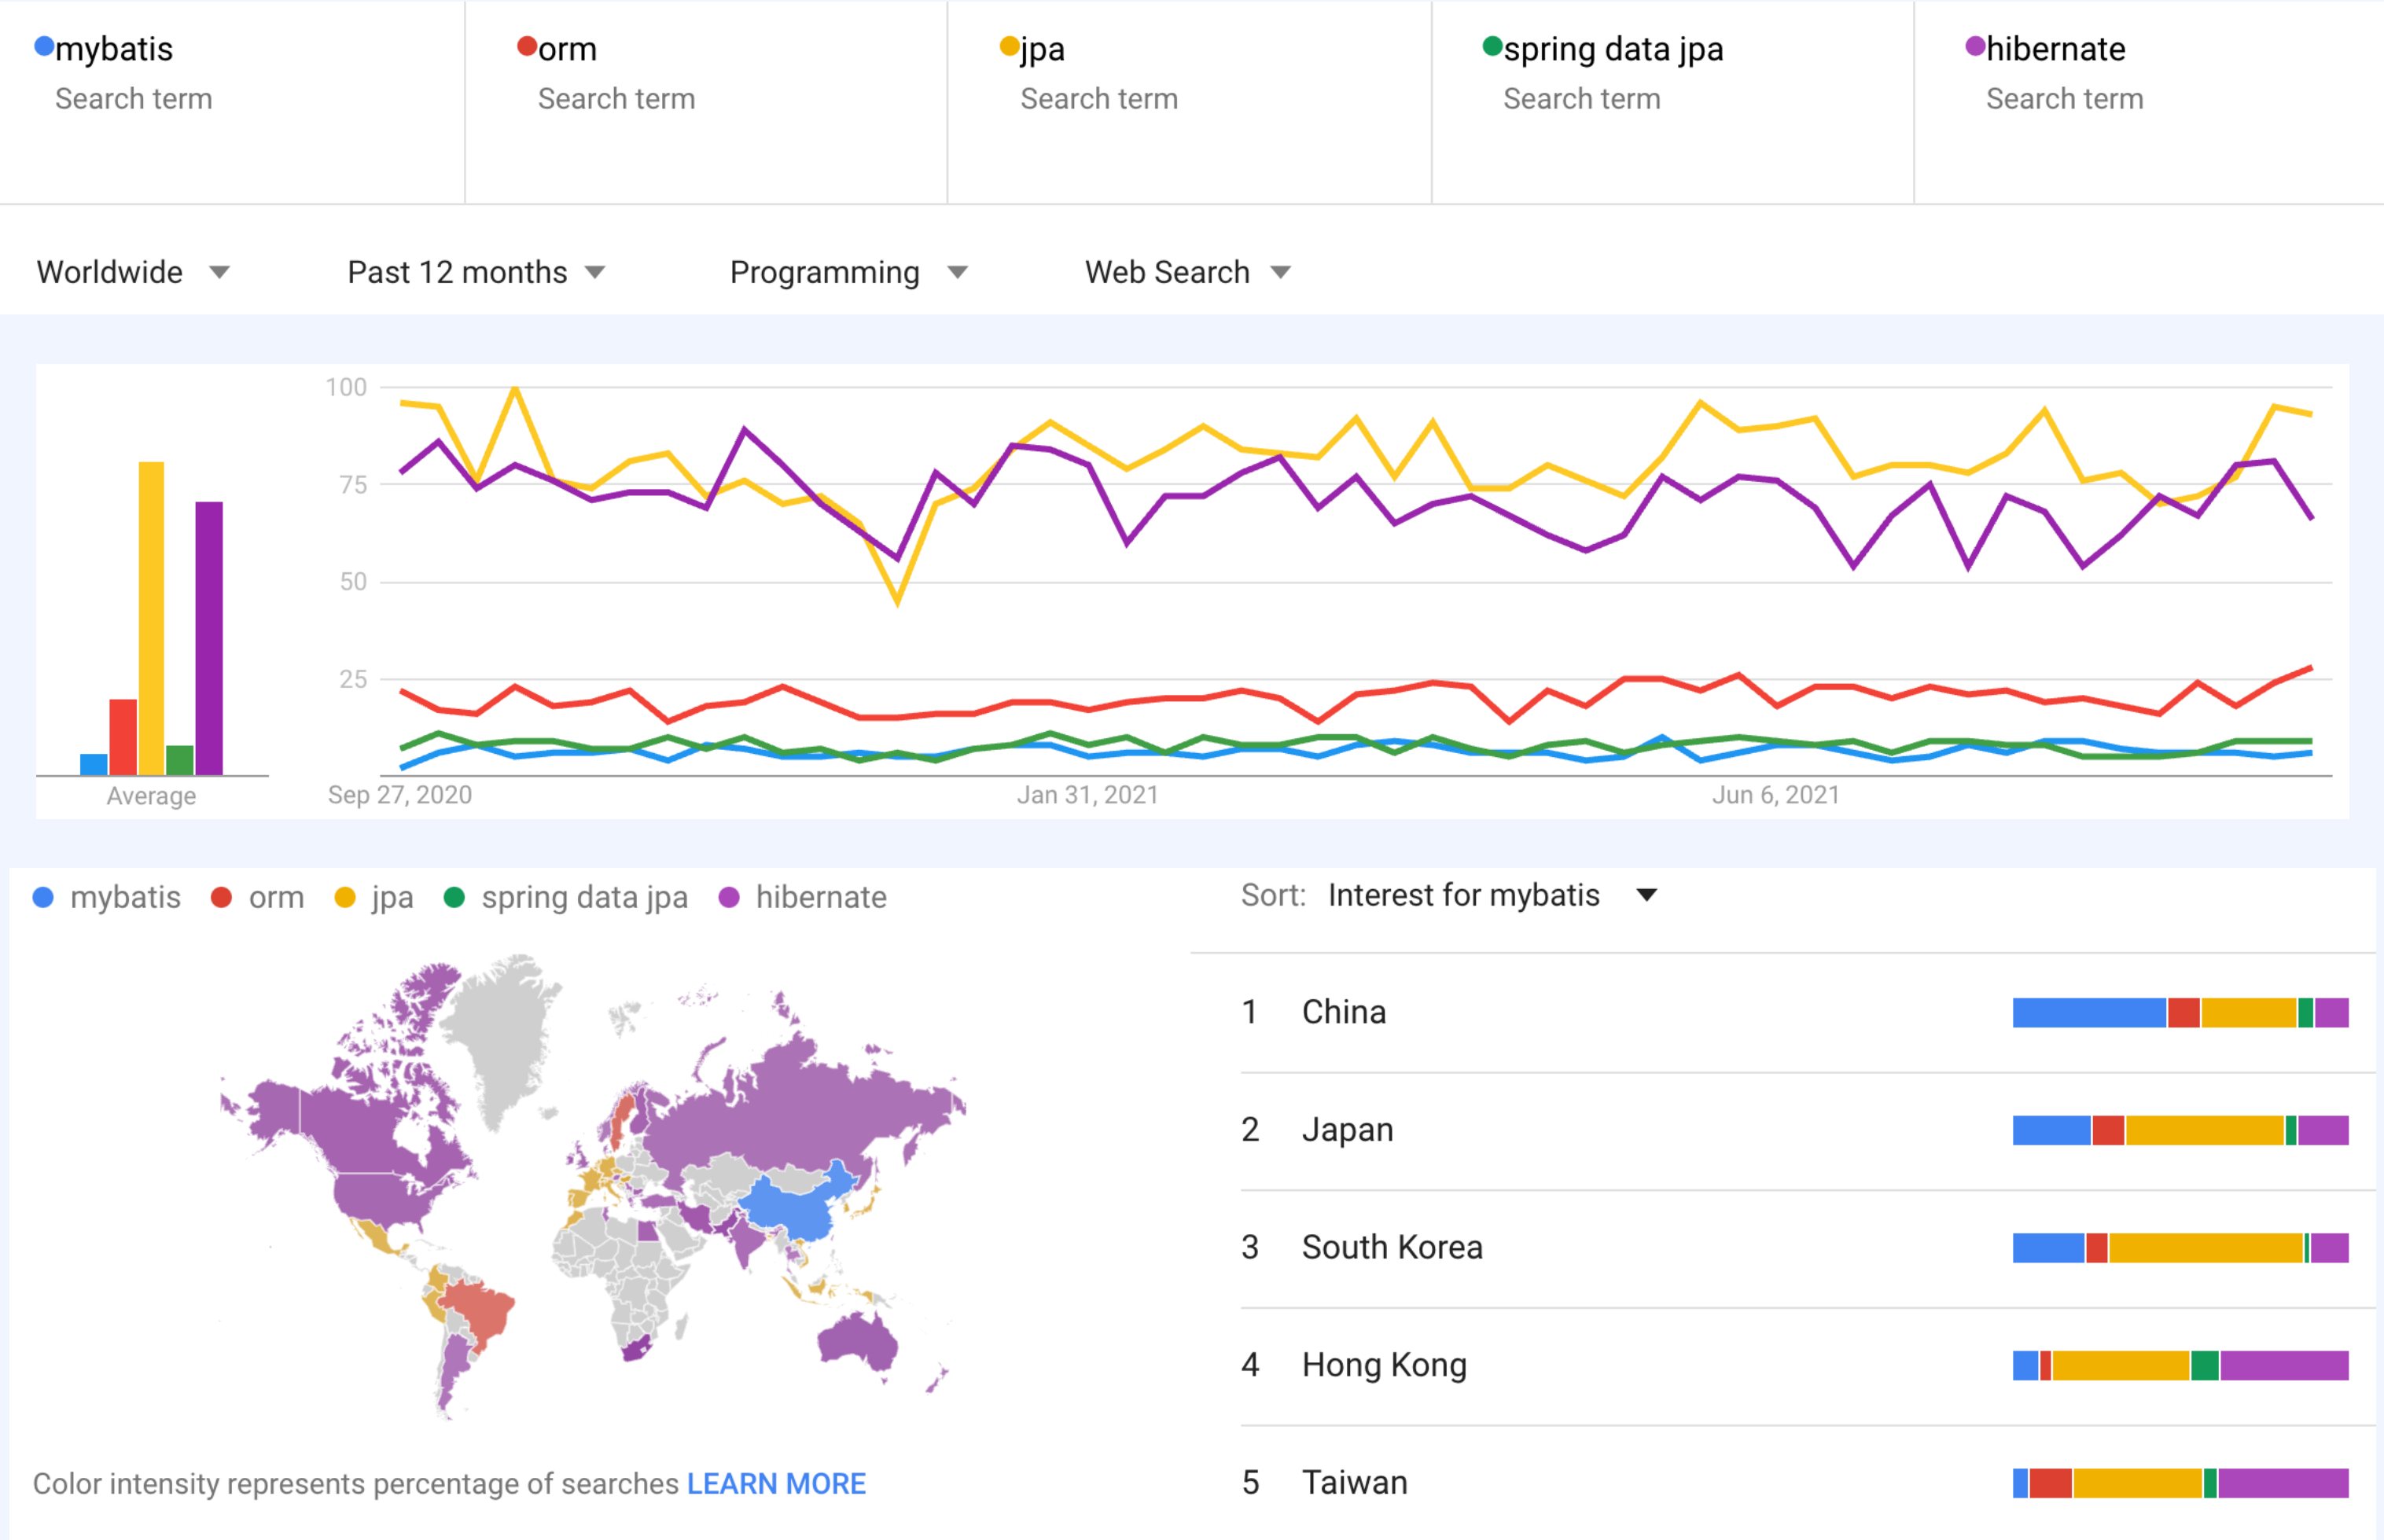 mybatis
Search term
orm
Search term
jpa
Search term
spring data jpa
Search term
hibernate
Search term
Worldwide
Past 12 months
Programming
Web Search
100
75
50
25
Average
Sep 27, 2020
Jan 31, 2021
Jun 6, 2021
mybatis
orm
jpa
spring data jpa
hibernate
Color intensity represents percentage of searches LEARN MORE
Sort: Interest for mybatis
1 China
2 Japan
3 South Korea
4 Hong Kong
5 Taiwan